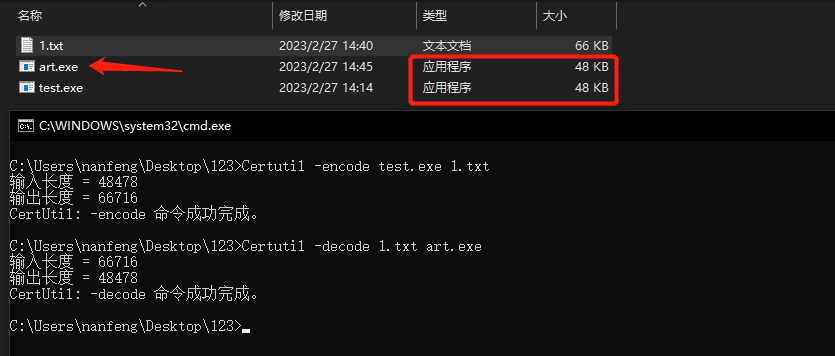 名称 修改日期 类型 大小
1.txt 2023/2/27 14:40 文本文档 66 KB
art.exe 2023/2/27 14:45 应用程序 48 KB
test.exe 2023/2/27 14:14 应用程序 48 KB
C:\WINDOWS\system32\cmd.exe
C:\Users\nanfeng\Desktop\123>Certutil -encode test.exe 1.txt
输入长度 = 48478
输出长度 = 66716
CertUtil: -encode 命令成功完成。
C:\Users\nanfeng\Desktop\123>Certutil -decode 1.txt art.exe
输入长度 = 66716
输出长度 = 48478
CertUtil: -decode 命令成功完成。
C:\Users\nanfeng\Desktop\123>